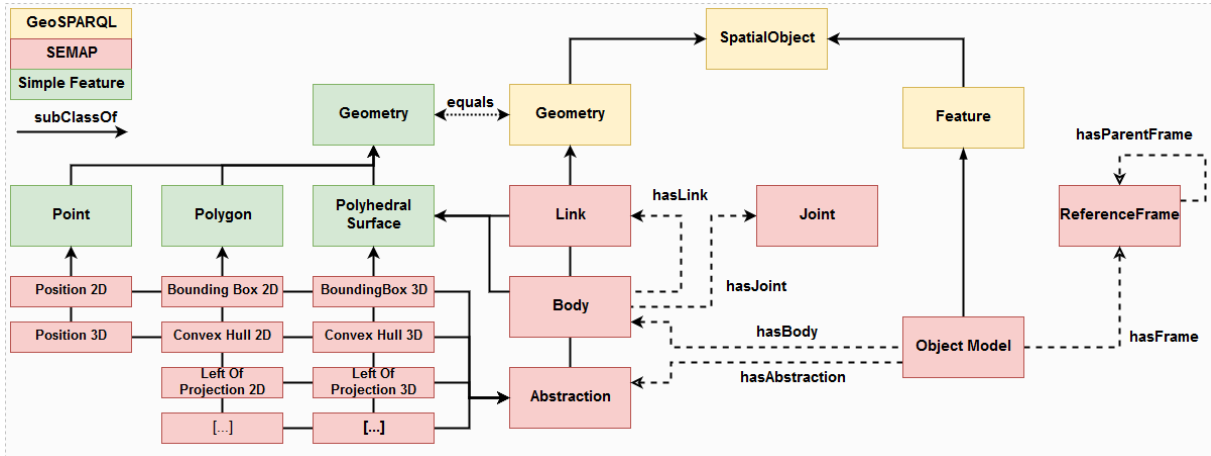 GeoSPARQL
SEMAP
Simple Feature
subClassOf
SpatialObject
Geometry
equals
Geometry
Feature
hasParentFrame
Point
Polygon
Polyhedral
Surface
Link
hasLink
Joint
ReferenceFrame
Position 2D
Bounding Box 2D
BoundingBox 3D
Body
hasJoint
Position 3D
Convex Hull 2D
Convex Hull 3D
hasBody
Object Model
hasFrame
Left Of
Projection 2D
Left Of
Projection 3D
Abstraction
hasAbstraction
[...]
[...]